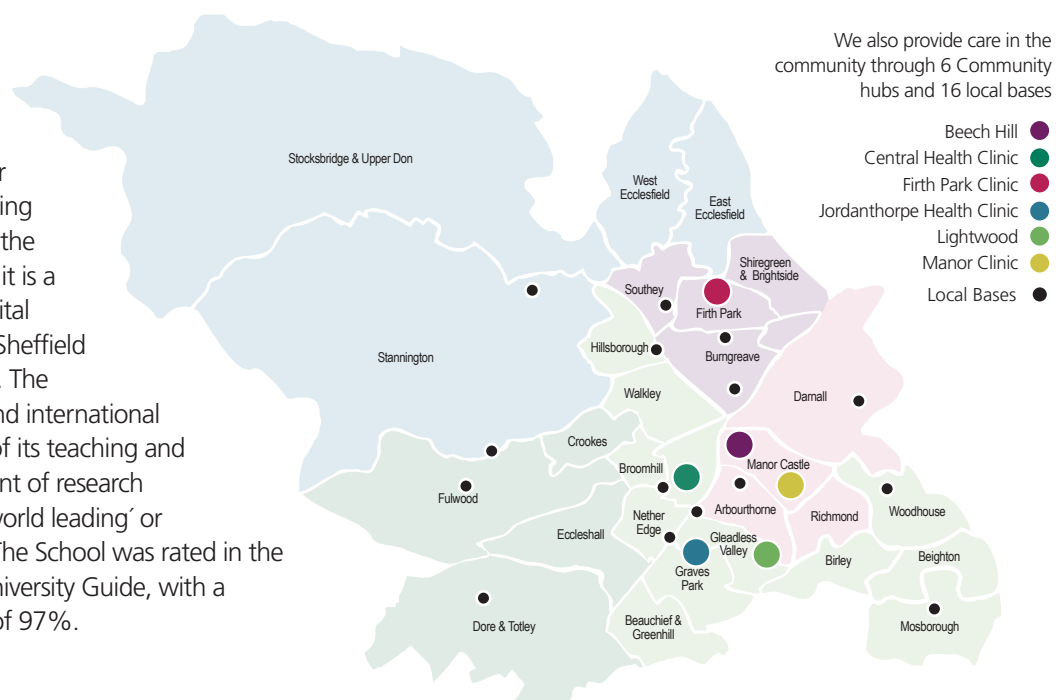 We also provide care in the
community through 6 Community
hubs and 16 local bases
Beech Hill
Central Health Clinic
Firth Park Clinic
Jordanthorpe Health Clinic
Lightwood
Manor Clinic
Local Bases
r
ing
the
it is a
ital
Sheffield
. The
nd international
of its teaching and
nt of research
world leading´ or
The School was rated in the
niversity Guide, with a
of 97%.
Stocksbridge & Upper Don
West
Ecclesfield
East
Ecclesfield
Shiregreen
& Brightside
Southey
Firth Park
Stannington
Hillsborough
Burngreave
Walkley
Darnall
Crookes
Broomhill
Manor Castle
Fulwood
Arbourthorne
Nether
Edge
Richmond
Woodhouse
Eccleshall
Gleadless
Valley
Birley
Beighton
Graves
Park
Dore & Totley
Beauchief &
Greenhill
Mosborough